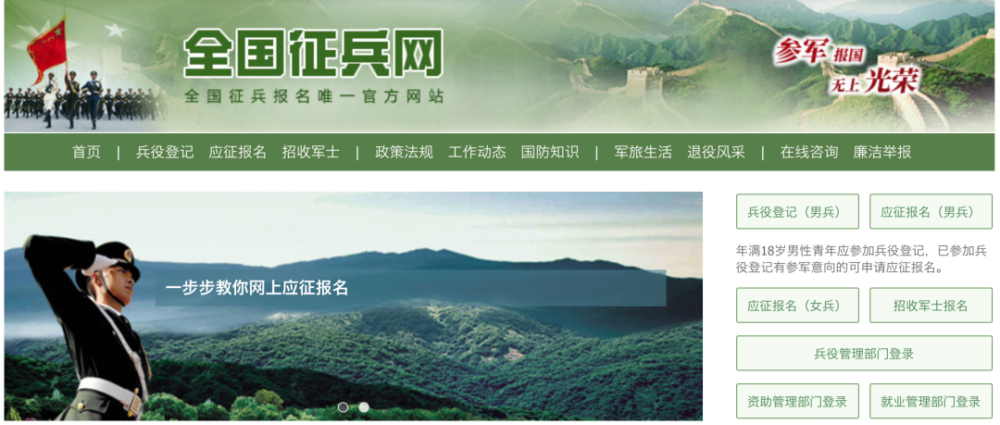 全国征兵网
全国征兵报名唯一官方网站
参军 报国
无上 光荣
首页 | 兵役登记 应征报名 招收军士 | 政策法规 工作动态 国防知识 | 军旅生活 退役风采 | 在线咨询 廉洁举报
一步步教你网上应征报名
兵役登记（男兵） 应征报名（男兵）
年满18岁男性青年应参加兵役登记，已参加兵
役登记有参军意向的可申请应征报名。
应征报名（女兵） 招收军士报名
兵役管理部门登录
资助管理部门登录 就业管理部门登录